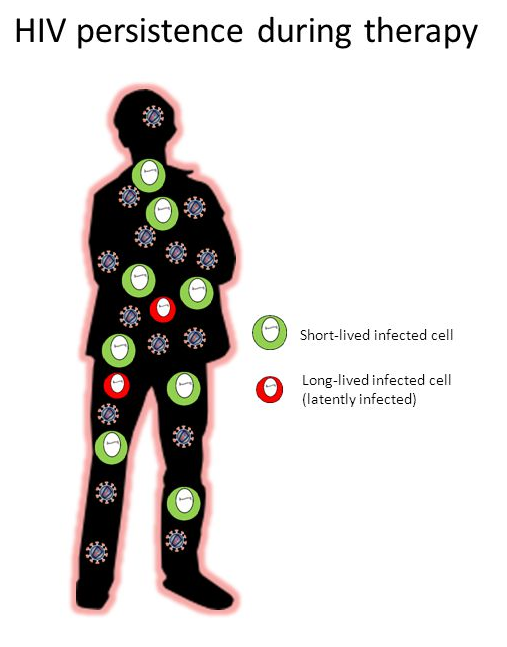 HIV persistence during therapy
Short-lived infected cell
Long-lived infected cell
(latently infected)